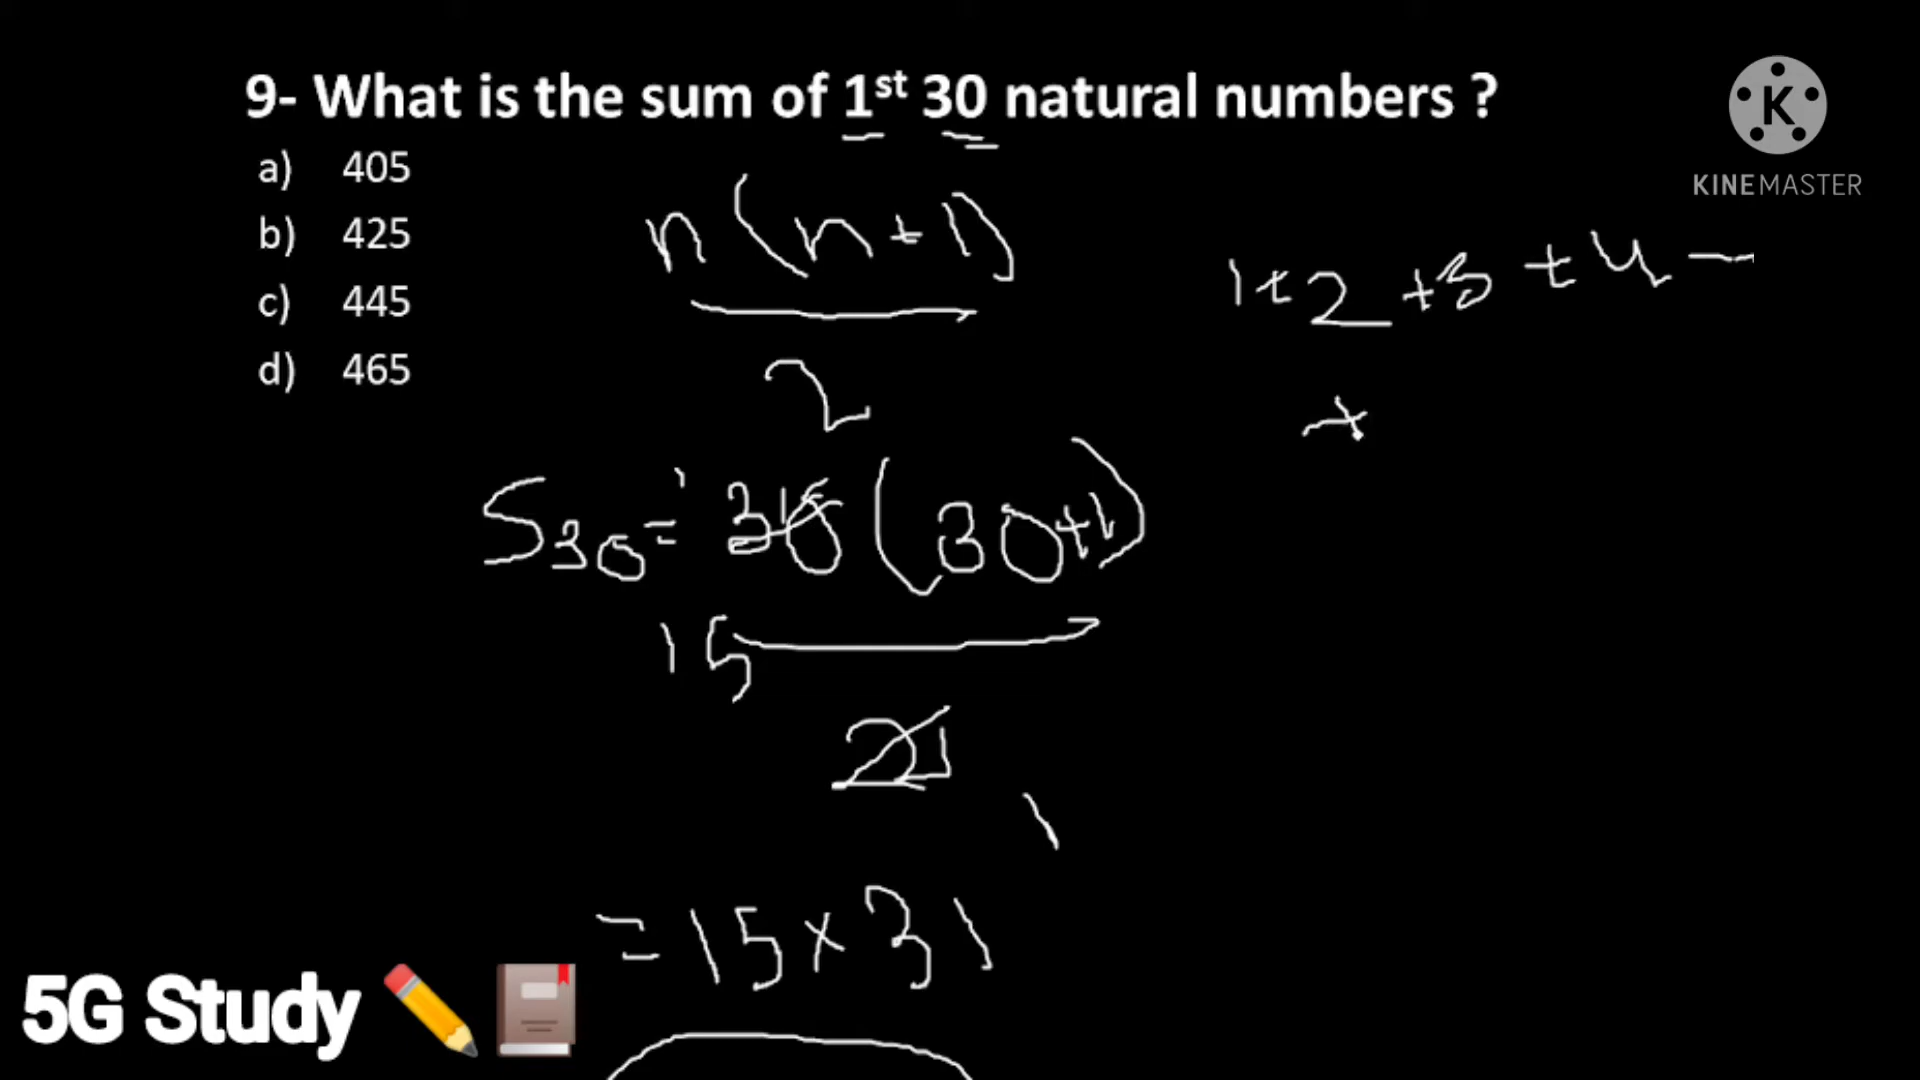 9- What is the sum of 1st 30 natural numbers ?
KINEMASTER
a) 405
b) 425
c) 445
d) 465
n(n+1)
2
1+2+3+4-
+
S30= 30(30+1)
15
2 1
=15×31
5G Study